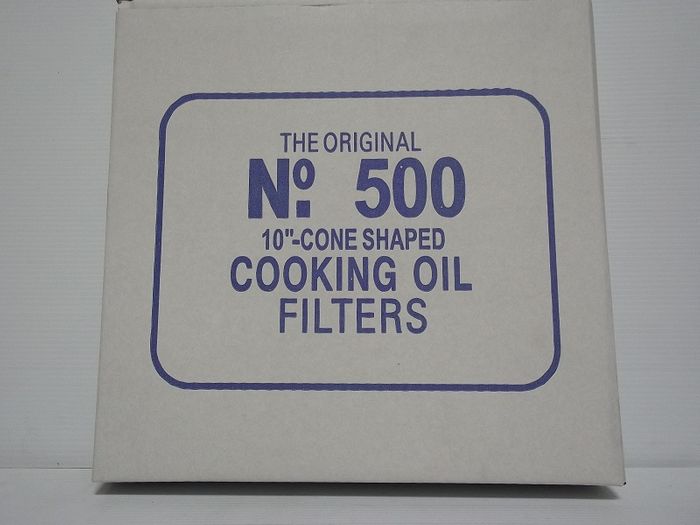 THE ORIGINAL
Nº. 500
10"-CONE SHAPED
COOKING OIL
FILTERS